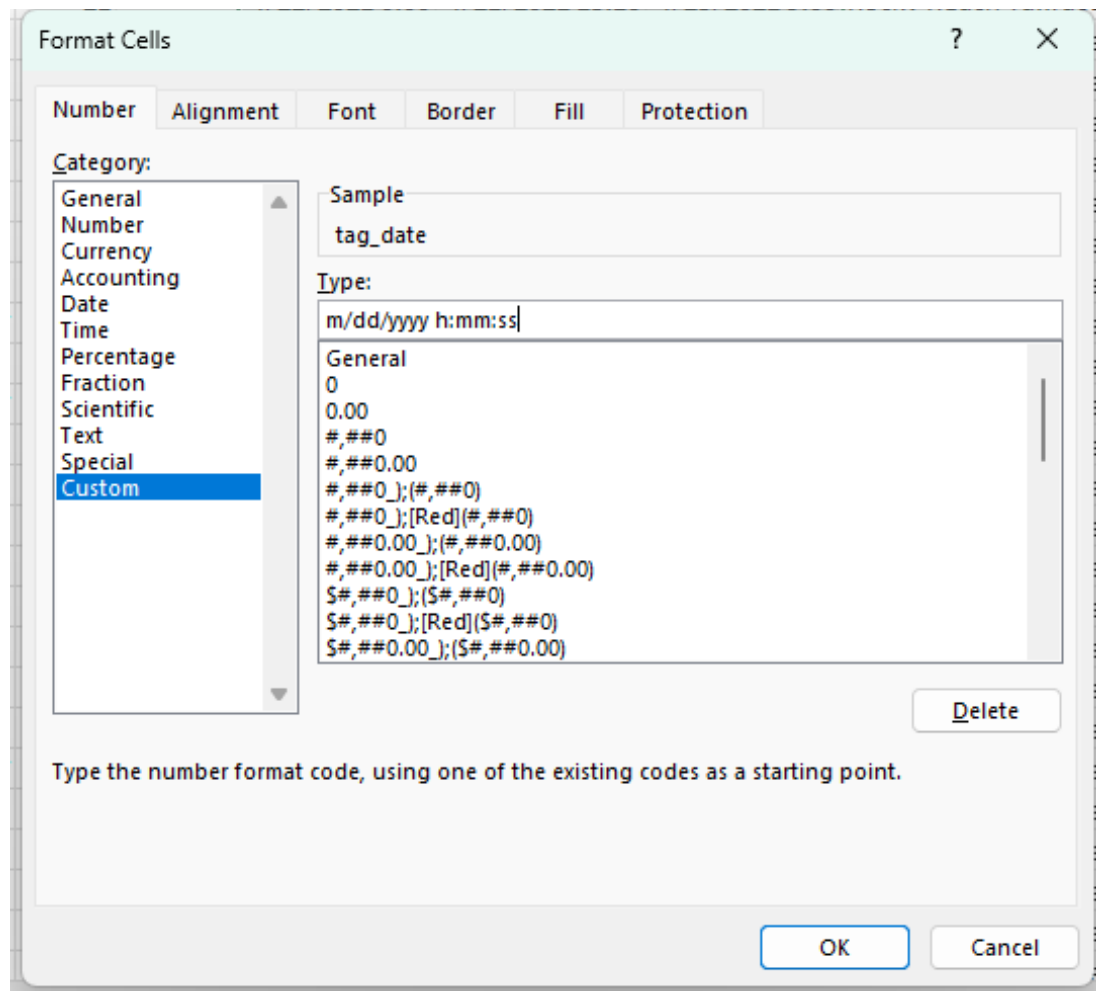 Format Cells ? X
Number Alignment Font Border Fill Protection
Category:
General
Number
Currency
Accounting
Date
Time
Percentage
Fraction
Scientific
Text
Special
Custom
Sample
tag_date
Type:
m/dd/yyyy h:mm:ss
General
0
0.00
#,##0
#,##0.00
#,##0_);(#,##0)
#,##0_);[Red](#,##0)
#,##0.00_);(#,##0.00)
#,##0.00_);[Red](#,##0.00)
$#,##0_);($#,##0)
$#,##0_);[Red]($#,##0)
$#,##0.00_);($#,##0.00)
Delete
Type the number format code, using one of the existing codes as a starting point.
OK Cancel